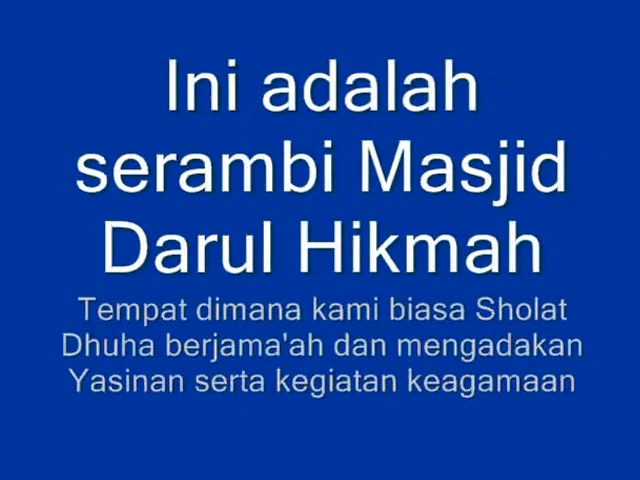 Ini adalah
serambi Masjid
Darul Hikmah
Tempat dimana kami biasa Sholat
Dhuha berjama'ah dan mengadakan
Yasinan serta kegiatan keagamaan